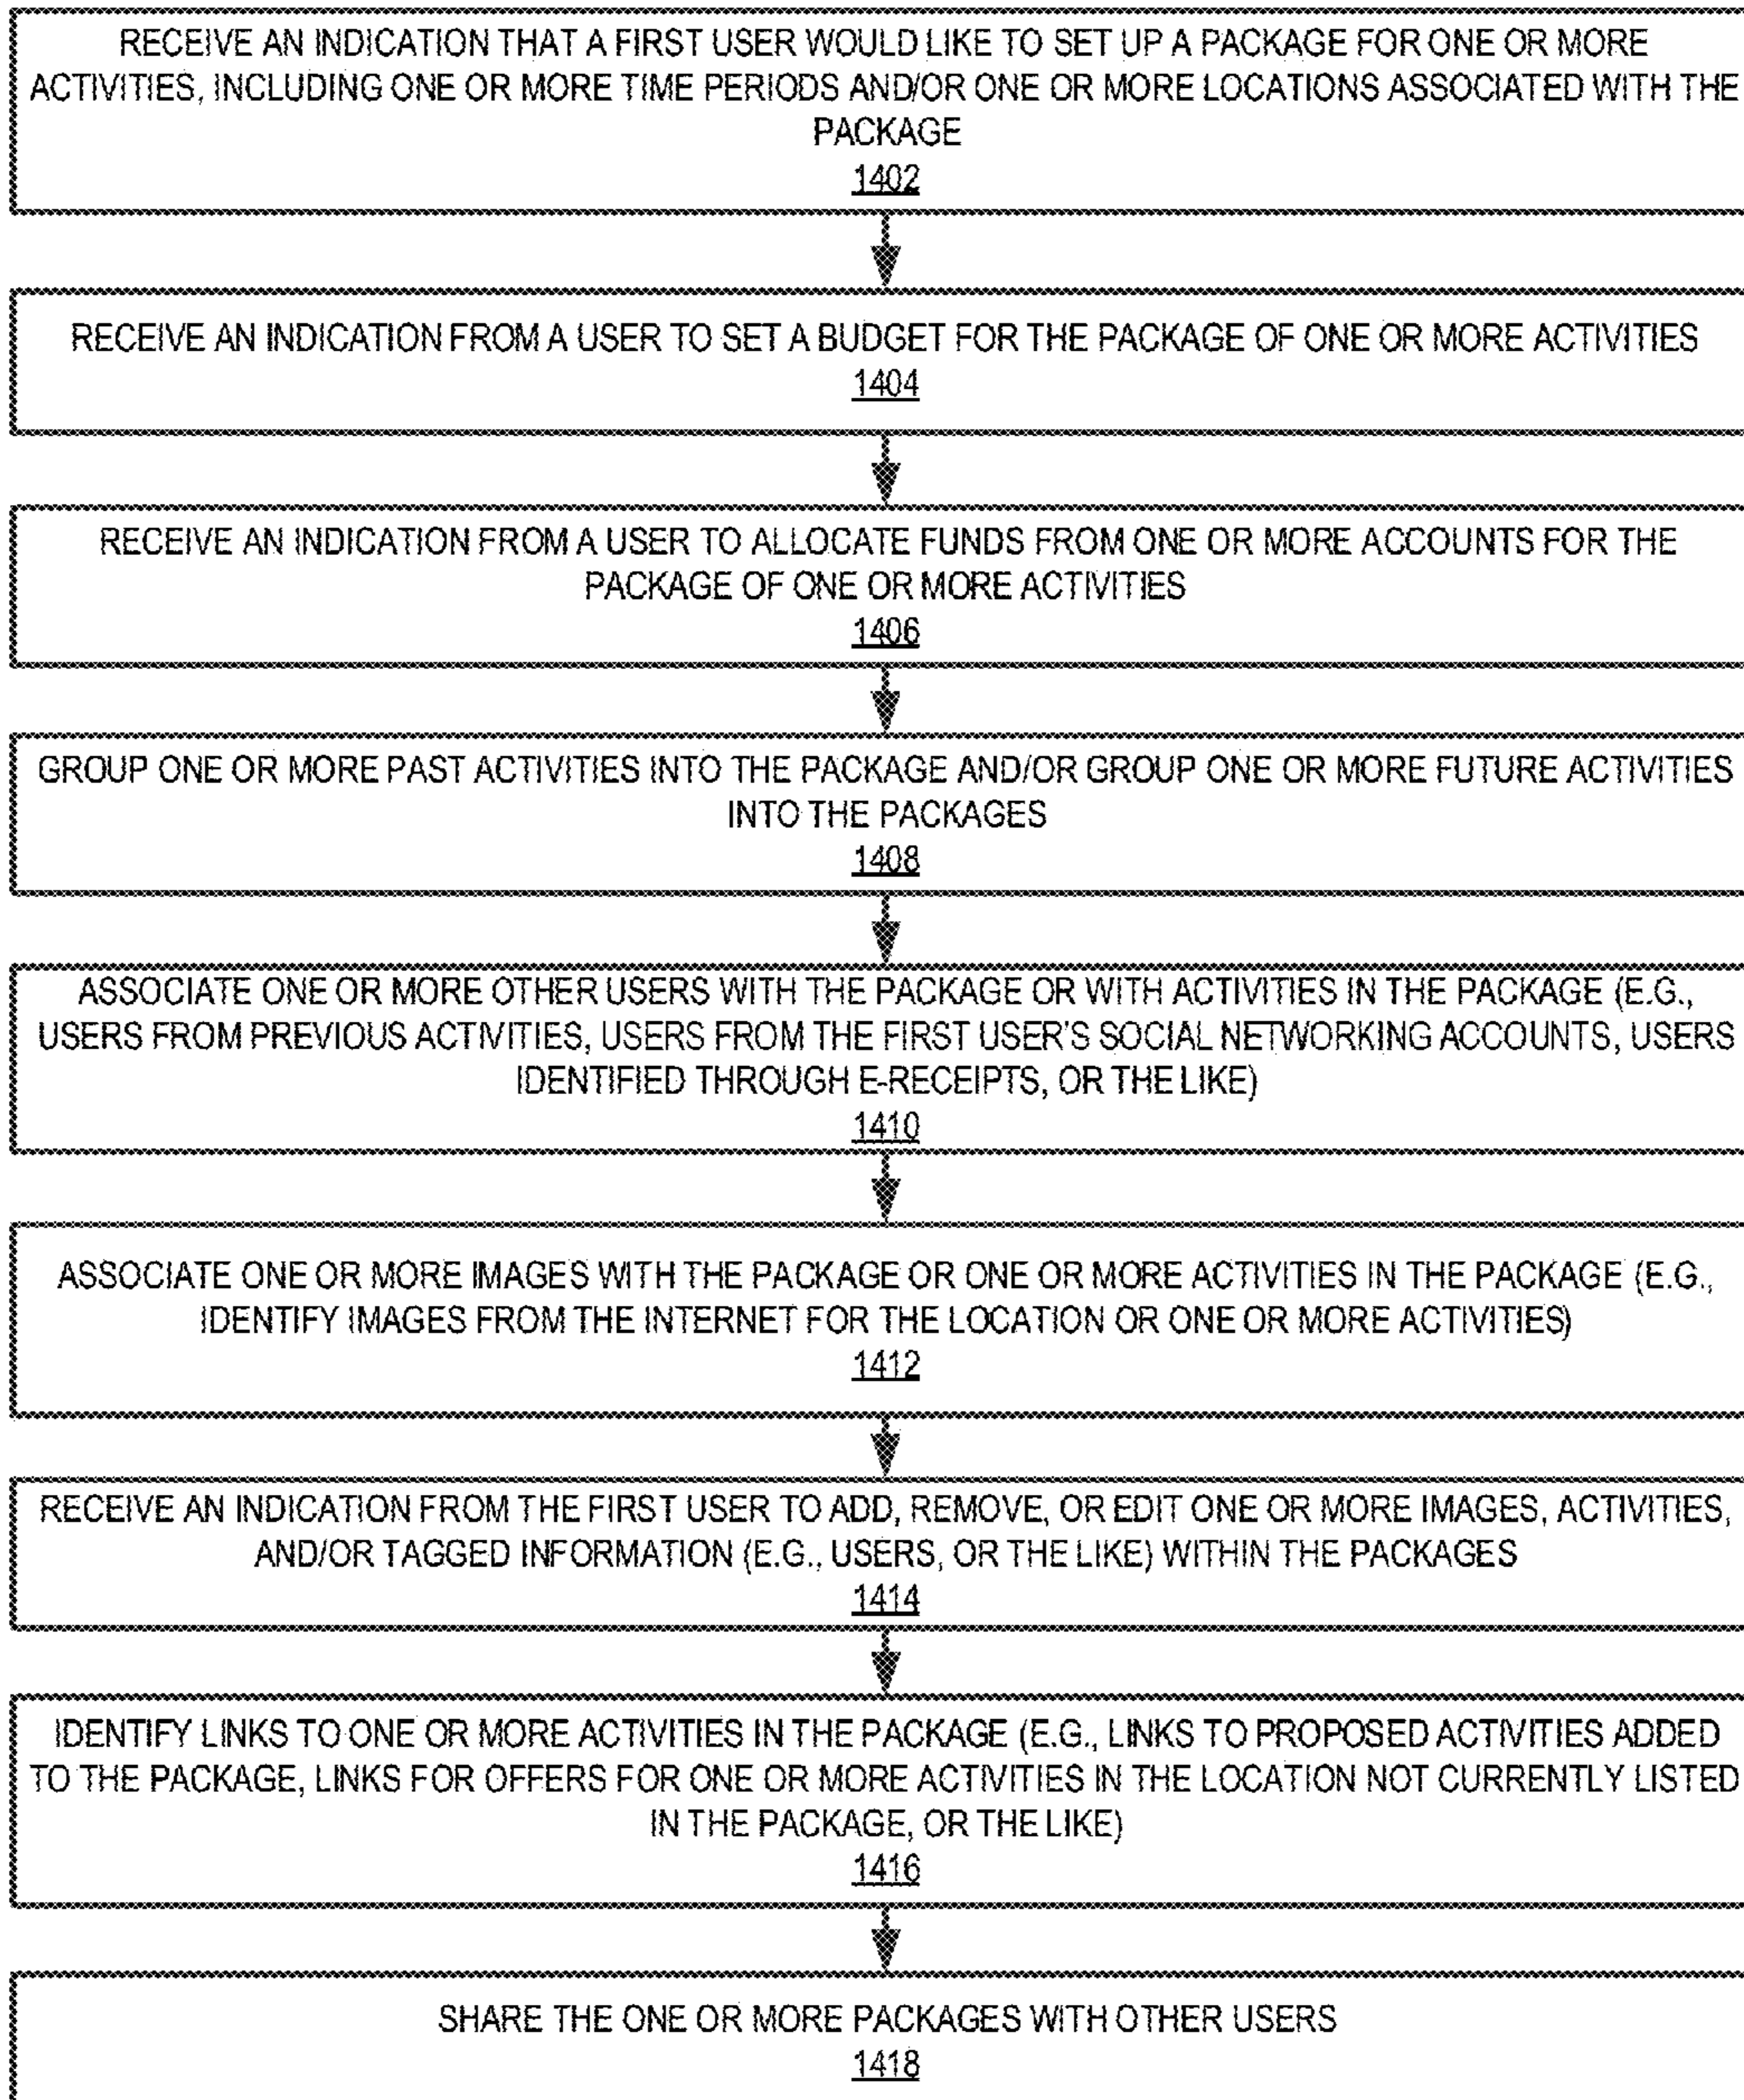 RECEIVE AN INDICATION THAT A FIRST USER WOULD LIKE TO SET UP A PACKAGE FOR ONE OR MORE
ACTIVITIES, INCLUDING ONE OR MORE TIME PERIODS AND/OR ONE OR MORE LOCATIONS ASSOCIATED WITH THE
PACKAGE
1402
RECEIVE AN INDICATION FROM A USER TO SET A BUDGET FOR THE PACKAGE OF ONE OR MORE ACTIVITIES
1404
RECEIVE AN INDICATION FROM A USER TO ALLOCATE FUNDS FROM ONE OR MORE ACCOUNTS FOR THE
PACKAGE OF ONE OR MORE ACTIVITIES
1406
GROUP ONE OR MORE PAST ACTIVITIES INTO THE PACKAGE AND/OR GROUP ONE OR MORE FUTURE ACTIVITIES
INTO THE PACKAGES
1408
ASSOCIATE ONE OR MORE OTHER USERS WITH THE PACKAGE OR WITH ACTIVITIES IN THE PACKAGE (E.G.,
USERS FROM PREVIOUS ACTIVITIES, USERS FROM THE FIRST USER'S SOCIAL NETWORKING ACCOUNTS, USERS
IDENTIFIED THROUGH E-RECEIPTS, OR THE LIKE)
1410
ASSOCIATE ONE OR MORE IMAGES WITH THE PACKAGE OR ONE OR MORE ACTIVITIES IN THE PACKAGE (E.G.,
IDENTIFY IMAGES FROM THE INTERNET FOR THE LOCATION OR ONE OR MORE ACTIVITIES)
1412
RECEIVE AN INDICATION FROM THE FIRST USER TO ADD, REMOVE, OR EDIT ONE OR MORE IMAGES, ACTIVITIES,
AND/OR TAGGED INFORMATION (E.G., USERS, OR THE LIKE) WITHIN THE PACKAGES
1414
IDENTIFY LINKS TO ONE OR MORE ACTIVITIES IN THE PACKAGE (E.G., LINKS TO PROPOSED ACTIVITIES ADDED
TO THE PACKAGE, LINKS FOR OFFERS FOR ONE OR MORE ACTIVITIES IN THE LOCATION NOT CURRENTLY LISTED
IN THE PACKAGE, OR THE LIKE)
1416
SHARE THE ONE OR MORE PACKAGES WITH OTHER USERS
1418